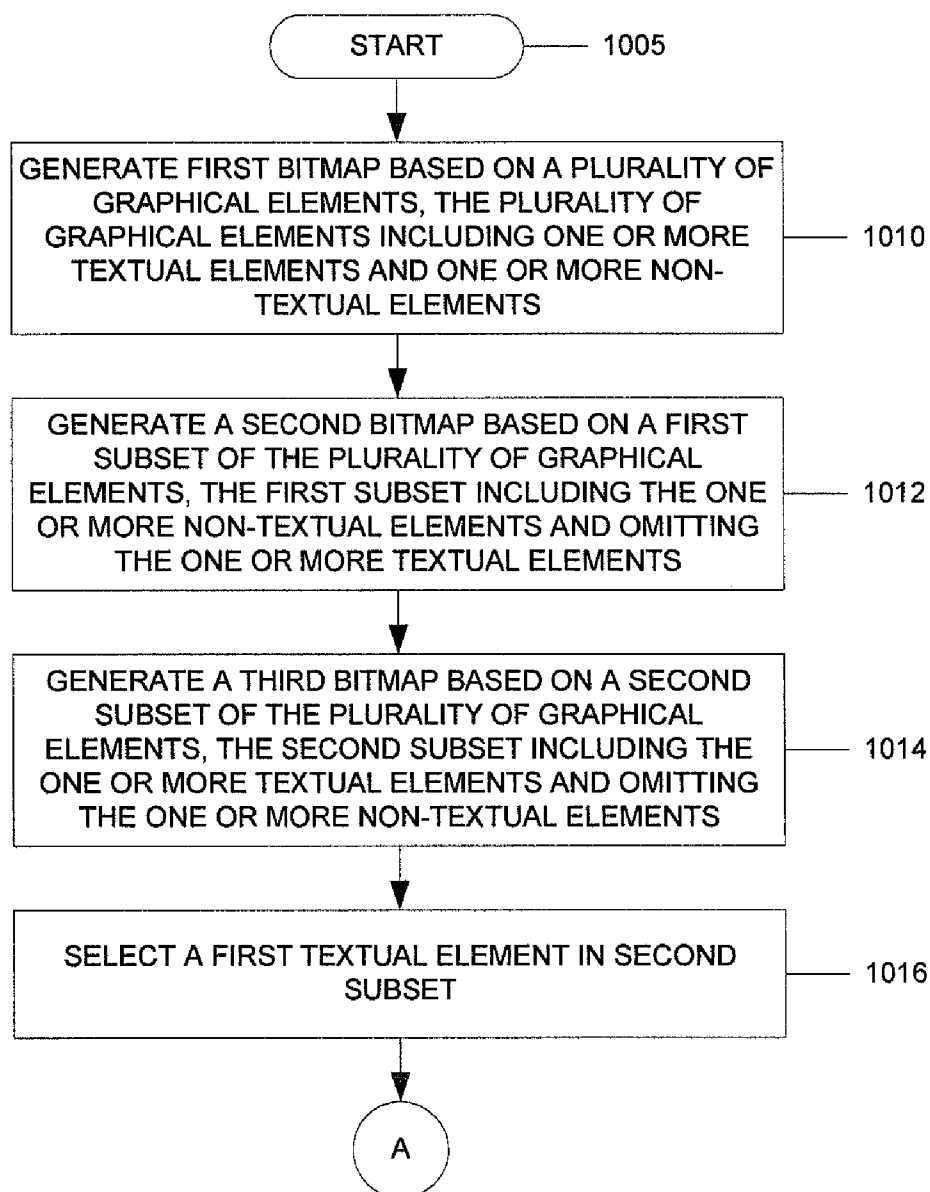 START
1005
GENERATE FIRST BITMAP BASED ON A PLURALITY OF
GRAPHICAL ELEMENTS, THE PLURALITY OF
GRAPHICAL ELEMENTS INCLUDING ONE OR MORE
TEXTUAL ELEMENTS AND ONE OR MORE NON-
TEXTUAL ELEMENTS
1010
GENERATE A SECOND BITMAP BASED ON A FIRST
SUBSET OF THE PLURALITY OF GRAPHICAL
ELEMENTS, THE FIRST SUBSET INCLUDING THE ONE
OR MORE NON-TEXTUAL ELEMENTS AND OMITTING
THE ONE OR MORE TEXTUAL ELEMENTS
1012
GENERATE A THIRD BITMAP BASED ON A SECOND
SUBSET OF THE PLURALITY OF GRAPHICAL
ELEMENTS, THE SECOND SUBSET INCLUDING THE
ONE OR MORE TEXTUAL ELEMENTS AND OMITTING
THE ONE OR MORE NON-TEXTUAL ELEMENTS
1014
SELECT A FIRST TEXTUAL ELEMENT IN SECOND
SUBSET
1016
A